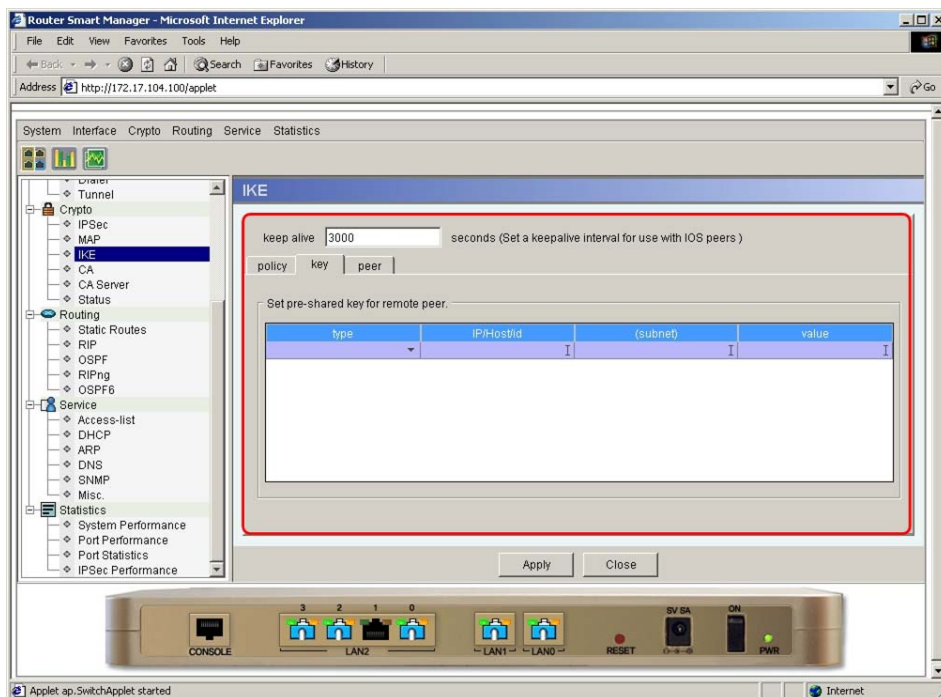 Router Smart Manager - Microsoft Internet Explorer
File Edit View Favorites Tools Help
Back Search Favorites History
Address http://172.17.104.100/applet Go
System Interface Crypto Routing Service Statistics
Dialer
Tunnel
Crypto
IPSec
MAP
IKE
CA
CA Server
Status
Routing
Static Routes
RIP
OSPF
RIPng
OSPF6
Service
Access-list
DHCP
ARP
DNS
SNMP
Misc.
Statistics
System Performance
Port Performance
Port Statistics
IPSec Performance
IKE
keep alive 3000 seconds (Set a keepalive interval for use with IOS peers )
policy key peer
Set pre-shared key for remote peer.
type IP/Host/id (subnet) value
Apply Close
3 2 1 0 5V 5A ON
CONSOLE LAN2 LAN1 LAN0 RESET PWR
Applet ap.SwitchApplet started Internet